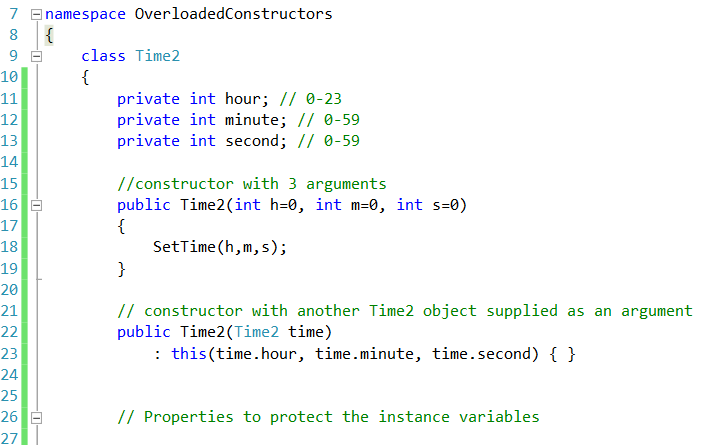 7 namespace OverloadedConstructors
8 {
9 class Time2
10 {
11 private int hour; // 0-23
12 private int minute; // 0-59
13 private int second; // 0-59
14
15 //constructor with 3 arguments
16 public Time2(int h=0, int m=0, int s=0)
17 {
18 SetTime(h,m,s);
19 }
20
21 // constructor with another Time2 object supplied as an argument
22 public Time2(Time2 time)
23 : this(time.hour, time.minute, time.second) { }
24
25
26 // Properties to protect the instance variables
27